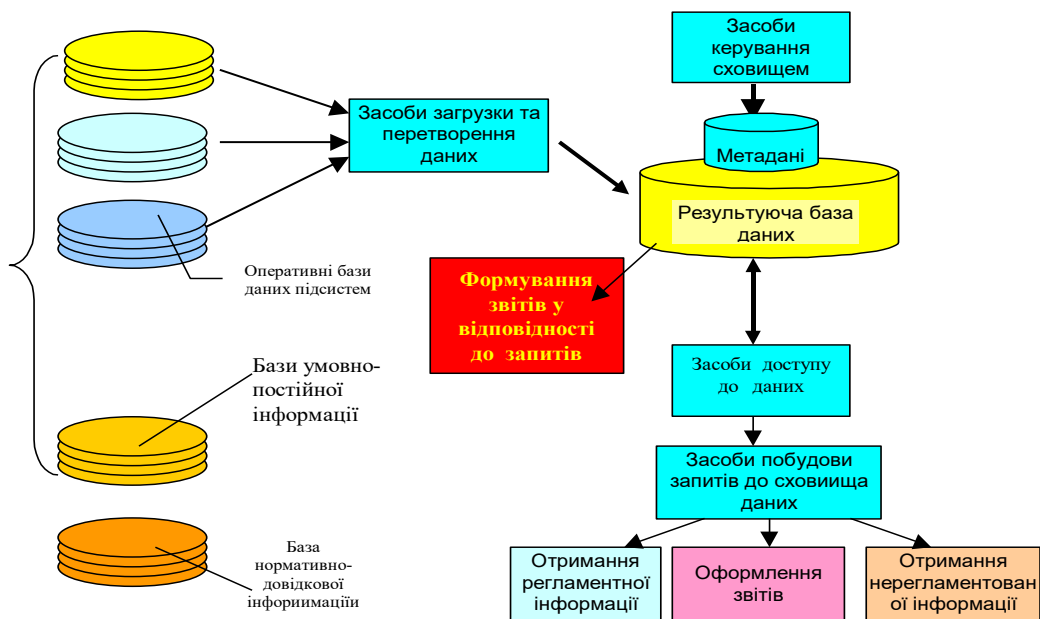 Засоби
керування
сховищем
Засоби загрузки та
перетворення
даних
Метадані
Результуюча база
даних
Оперативні бази
даних підсистем
Формування
звітів у
відповідності
до запитів
Засоби доступу
до даних
Бази умовно-
постійної
інформації
Засоби побудови
запитів до сховиища
даних
База
нормативно-
довідкової
інфориимаціїи
Отримання
регламентної
інформації
Оформлення
звітів
Отримання
нерегламентован
ої інформації